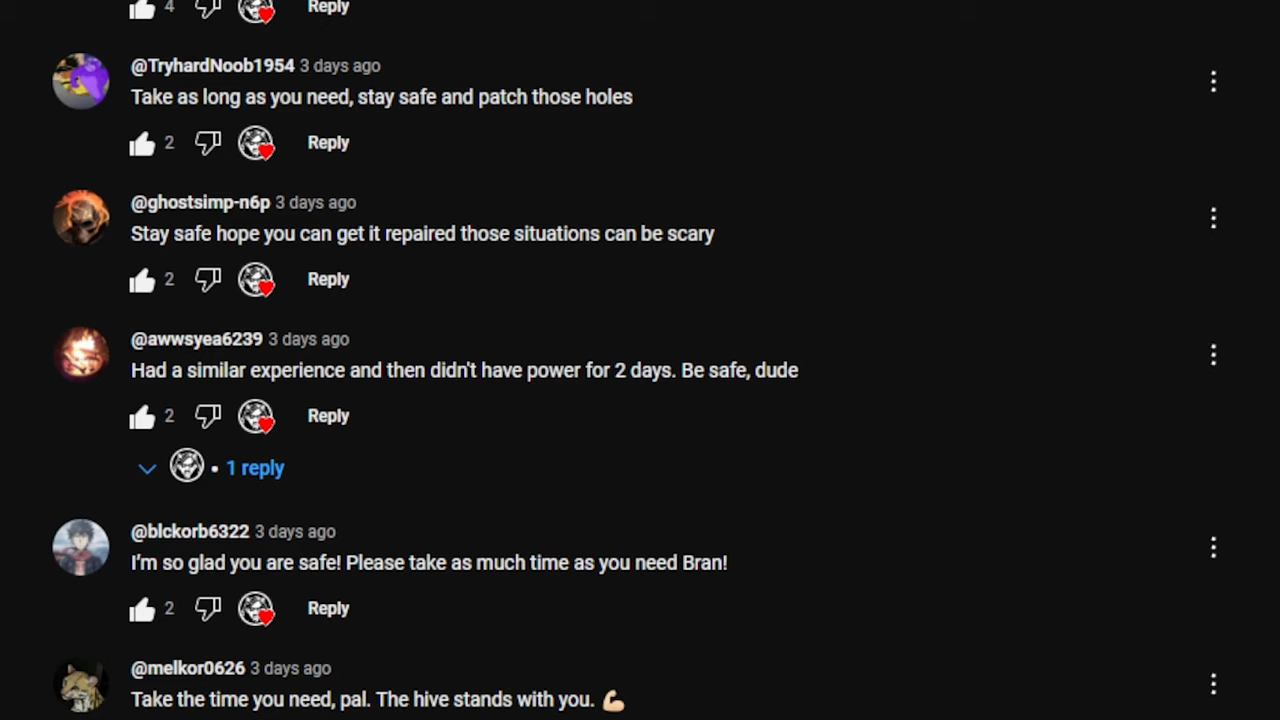 4 Reply
@TryhardNoob1954 3 days ago
Take as long as you need, stay safe and patch those holes
2 Reply
@ghostsimp-n6p 3 days ago
Stay safe hope you can get it repaired those situations can be scary
2 Reply
@awwsyea6239 3 days ago
Had a similar experience and then didn't have power for 2 days. Be safe, dude
2 Reply
• 1 reply
@blckorb6322 3 days ago
I'm so glad you are safe! Please take as much time as you need Bran!
2 Reply
@melkor0626 3 days ago
Take the time you need, pal. The hive stands with you. 💪🏼